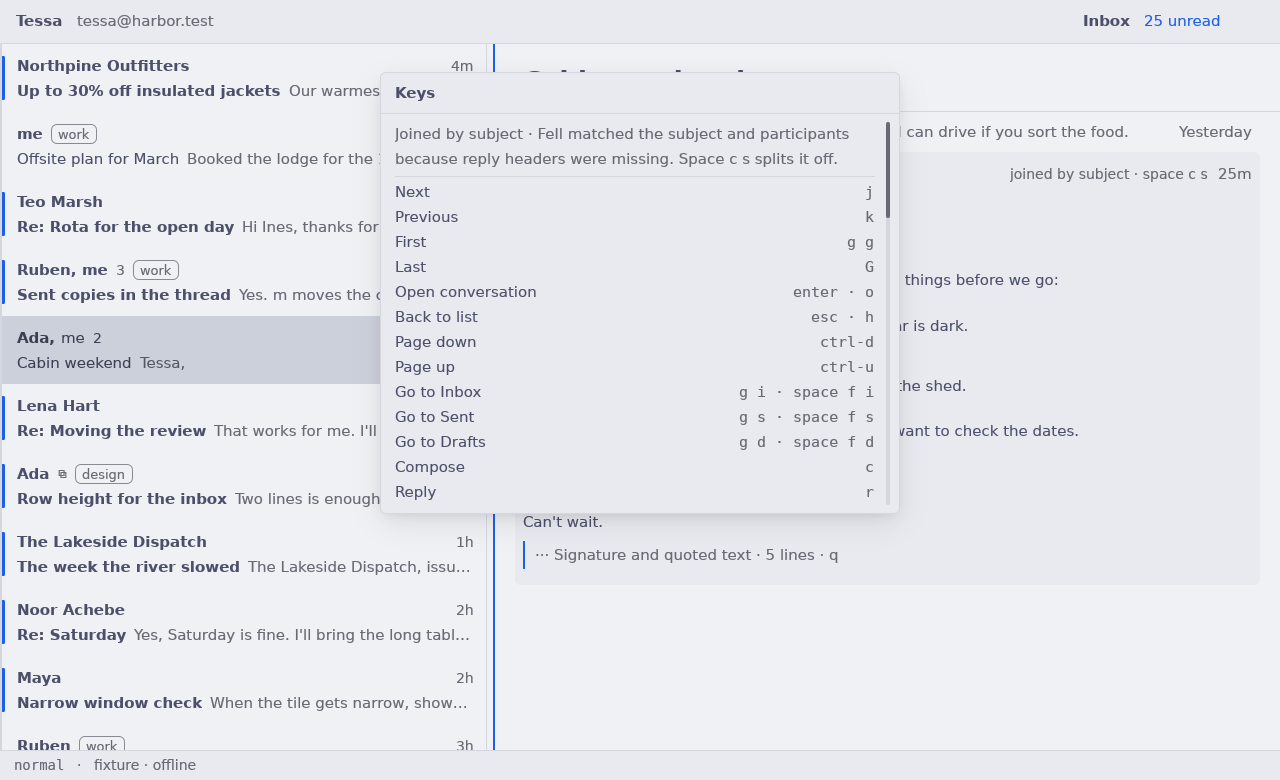 Tessa tessa@harbor.test Inbox 25 unread
Northpine Outfitters 4m
Up to 30% off insulated jackets Our warmes
me work
Offsite plan for March Booked the lodge for the
Teo Marsh
Re: Rota for the open day Hi Ines, thanks for
Ruben, me 3 work
Sent copies in the thread Yes. m moves the
Ada, me 2
Cabin weekend Tessa,
Lena Hart
Re: Moving the review That works for me. I'll
Ada design
Row height for the inbox Two lines is enough
The Lakeside Dispatch 1h
The week the river slowed The Lakeside Dispatch, issu…
Noor Achebe 2h
Re: Saturday Yes, Saturday is fine. I'll bring the long tabl…
Maya 2h
Narrow window check When the tile gets narrow, show…
Ruben work 3h
Keys
Joined by subject · Fell matched the subject and participants
because reply headers were missing. Space c s splits it off.
Next j
Previous k
First g g
Last G
Open conversation enter · o
Back to list esc · h
Page down ctrl-d
Page up ctrl-u
Go to Inbox g i · space f i
Go to Sent g s · space f s
Go to Drafts g d · space f d
Compose c
Reply r
can drive if you sort the food. Yesterday
joined by subject · space c s 25m
things before we go:
is dark.
the shed.
want to check the dates.
Can't wait.
··· Signature and quoted text · 5 lines · q
normal · fixture · offline